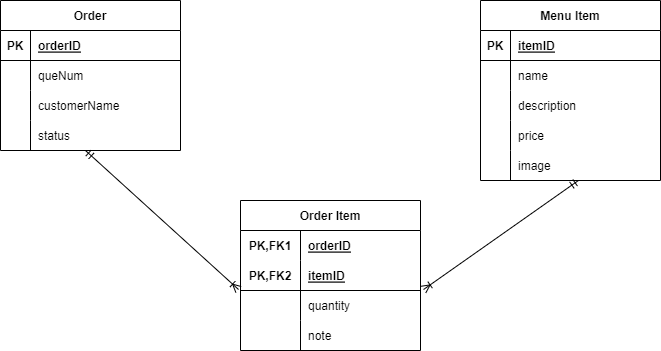 Order
PK orderID
queNum
customerName
status
Menu Item
PK itemID
name
description
price
image
Order Item
PK,FK1 orderID
PK,FK2 itemID
quantity
note